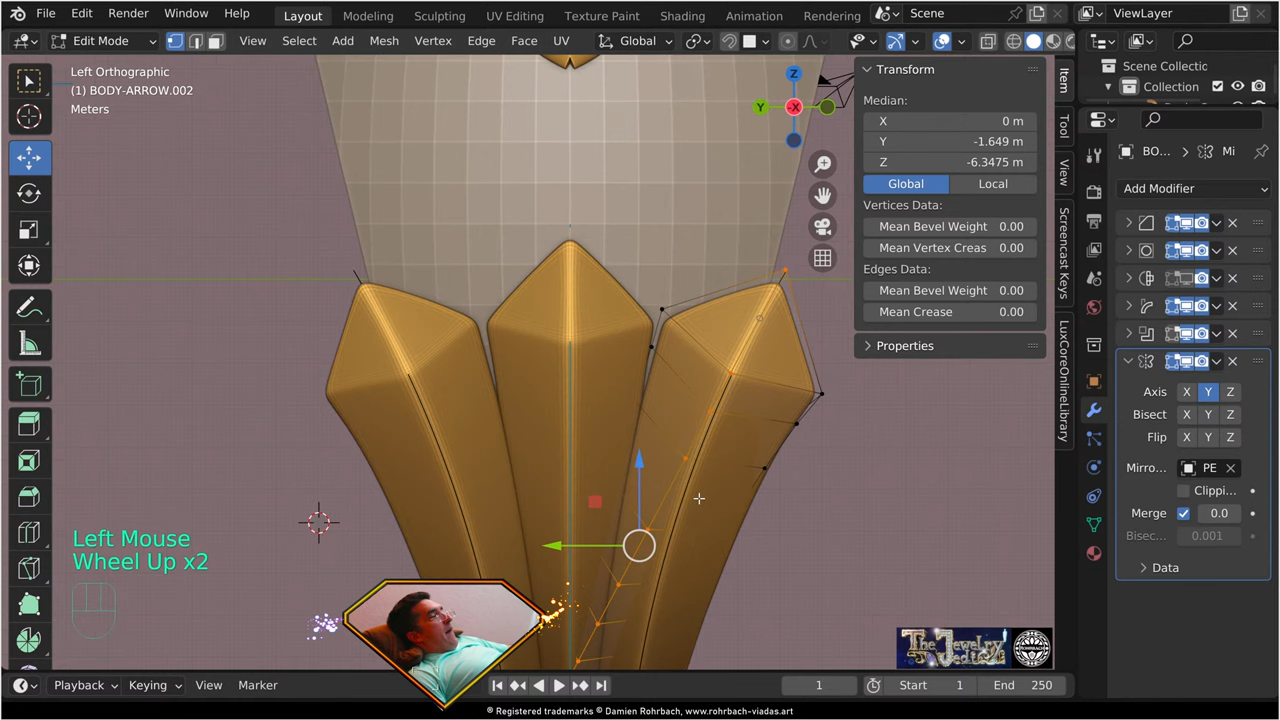 File Edit Render Window Help Layout Modeling Sculpting UV Editing Texture Paint Shading Animation Rendering Scene ViewLayer
Edit Mode View Select Add Mesh Vertex Edge Face UV Global
Left Orthographic
(1) BODY-ARROW.002
Meters
Z
Y
-X
Transform
Median:
X 0 m
Y -1.649 m
Z -6.3475 m
Global Local
Vertices Data:
Mean Bevel Weight 0.00
Mean Vertex Creas 0.00
Edges Data:
Mean Bevel Weight 0.00
Mean Crease 0.00
Properties
Item
Tool
View
Screencast Keys
LuxCoreOnlineLibrary
Scene Collectic
Collection
BO... Mi
Add Modifier
Axis X Y Z
Bisect X Y Z
Flip X Y Z
Mirro... PE
Clippi...
Merge 0.0
Bisec... 0.001
Data
Left Mouse
Wheel Up x2
The Jewelry Jedi
ROHRBACH
Playback Keying View Marker 1 Start 1 End 250
® Registered trademarks © Damien Rohrbach, www.rohrbach-viadas.art